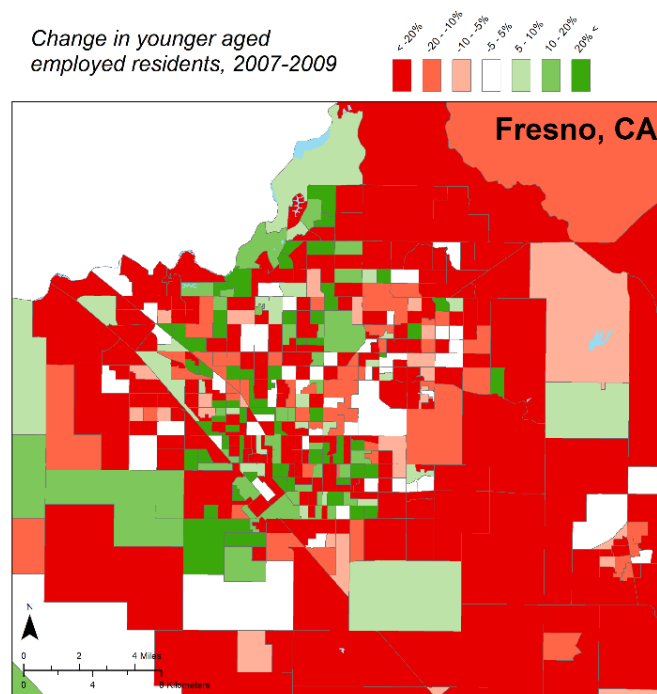 Change in younger aged
employed residents, 2007-2009
< -20%
-20 - -10%
-10 - -5%
-5 - 5%
5 - 10%
10 - 20%
20% <
Fresno, CA
N
0 2 4 Miles
0 4 8 Kilometers